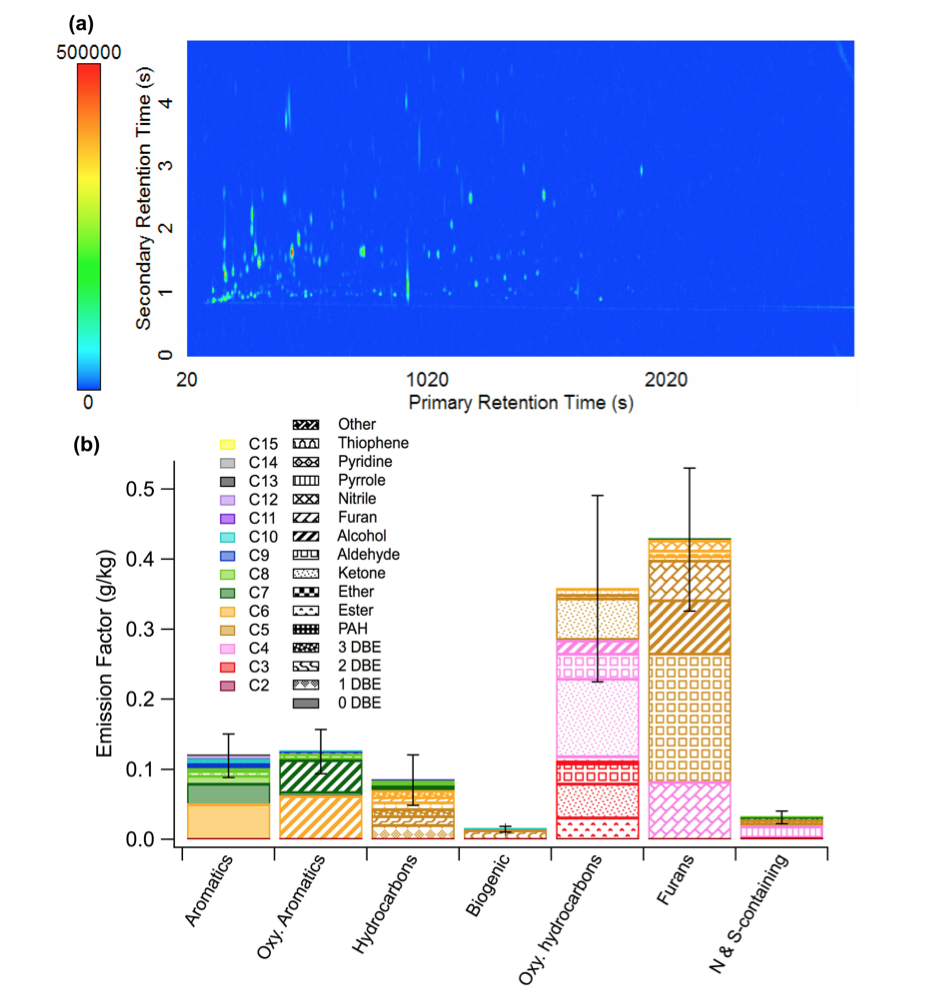 (a)
500000
0
Secondary Retention Time (s)
4
3
2
1
0
20 1020 2020
Primary Retention Time (s)
(b)
C15
C14
C13
C12
C11
C10
C9
C8
C7
C6
C5
C4
C3
C2
Other
Thiophene
Pyridine
Pyrrole
Nitrile
Furan
Alcohol
Aldehyde
Ketone
Ether
Ester
PAH
3 DBE
2 DBE
1 DBE
0 DBE
Emission Factor (g/kg)
0.5
0.4
0.3
0.2
0.1
0.0
Aromatics
Oxy. Aromatics
Hydrocarbons
Biogenic
Oxy. hydrocarbons
Furans
N & S-containing